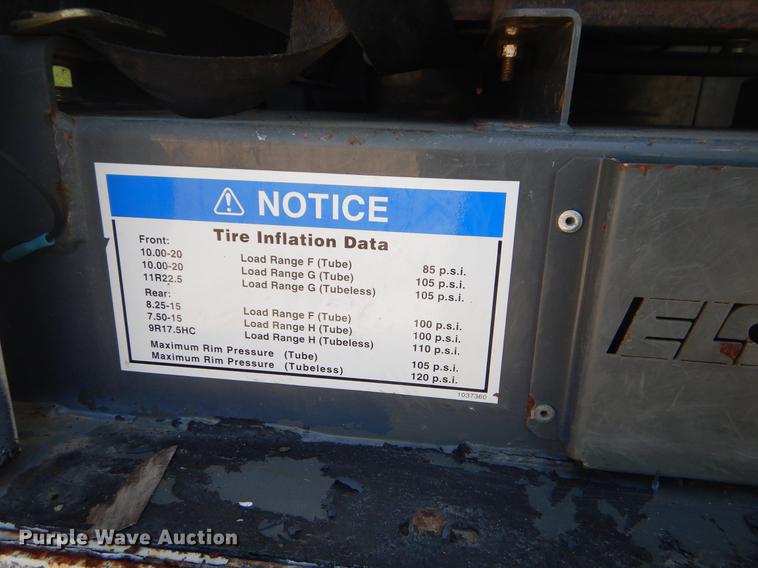 NOTICE
Tire Inflation Data
Front:
10.00-20 Load Range F (Tube) 85 p.s.i.
10.00-20 Load Range G (Tube) 105 p.s.i.
11R22.5 Load Range G (Tubeless) 105 p.s.i.
Rear:
8.25-15 Load Range F (Tube) 100 p.s.i.
7.50-15 Load Range H (Tube) 100 p.s.i.
9R17.5HC Load Range H (Tubeless) 110 p.s.i.
Maximum Rim Pressure (Tube) 105 p.s.i.
Maximum Rim Pressure (Tubeless) 120 p.s.i.
1037360
Purple Wave Auction